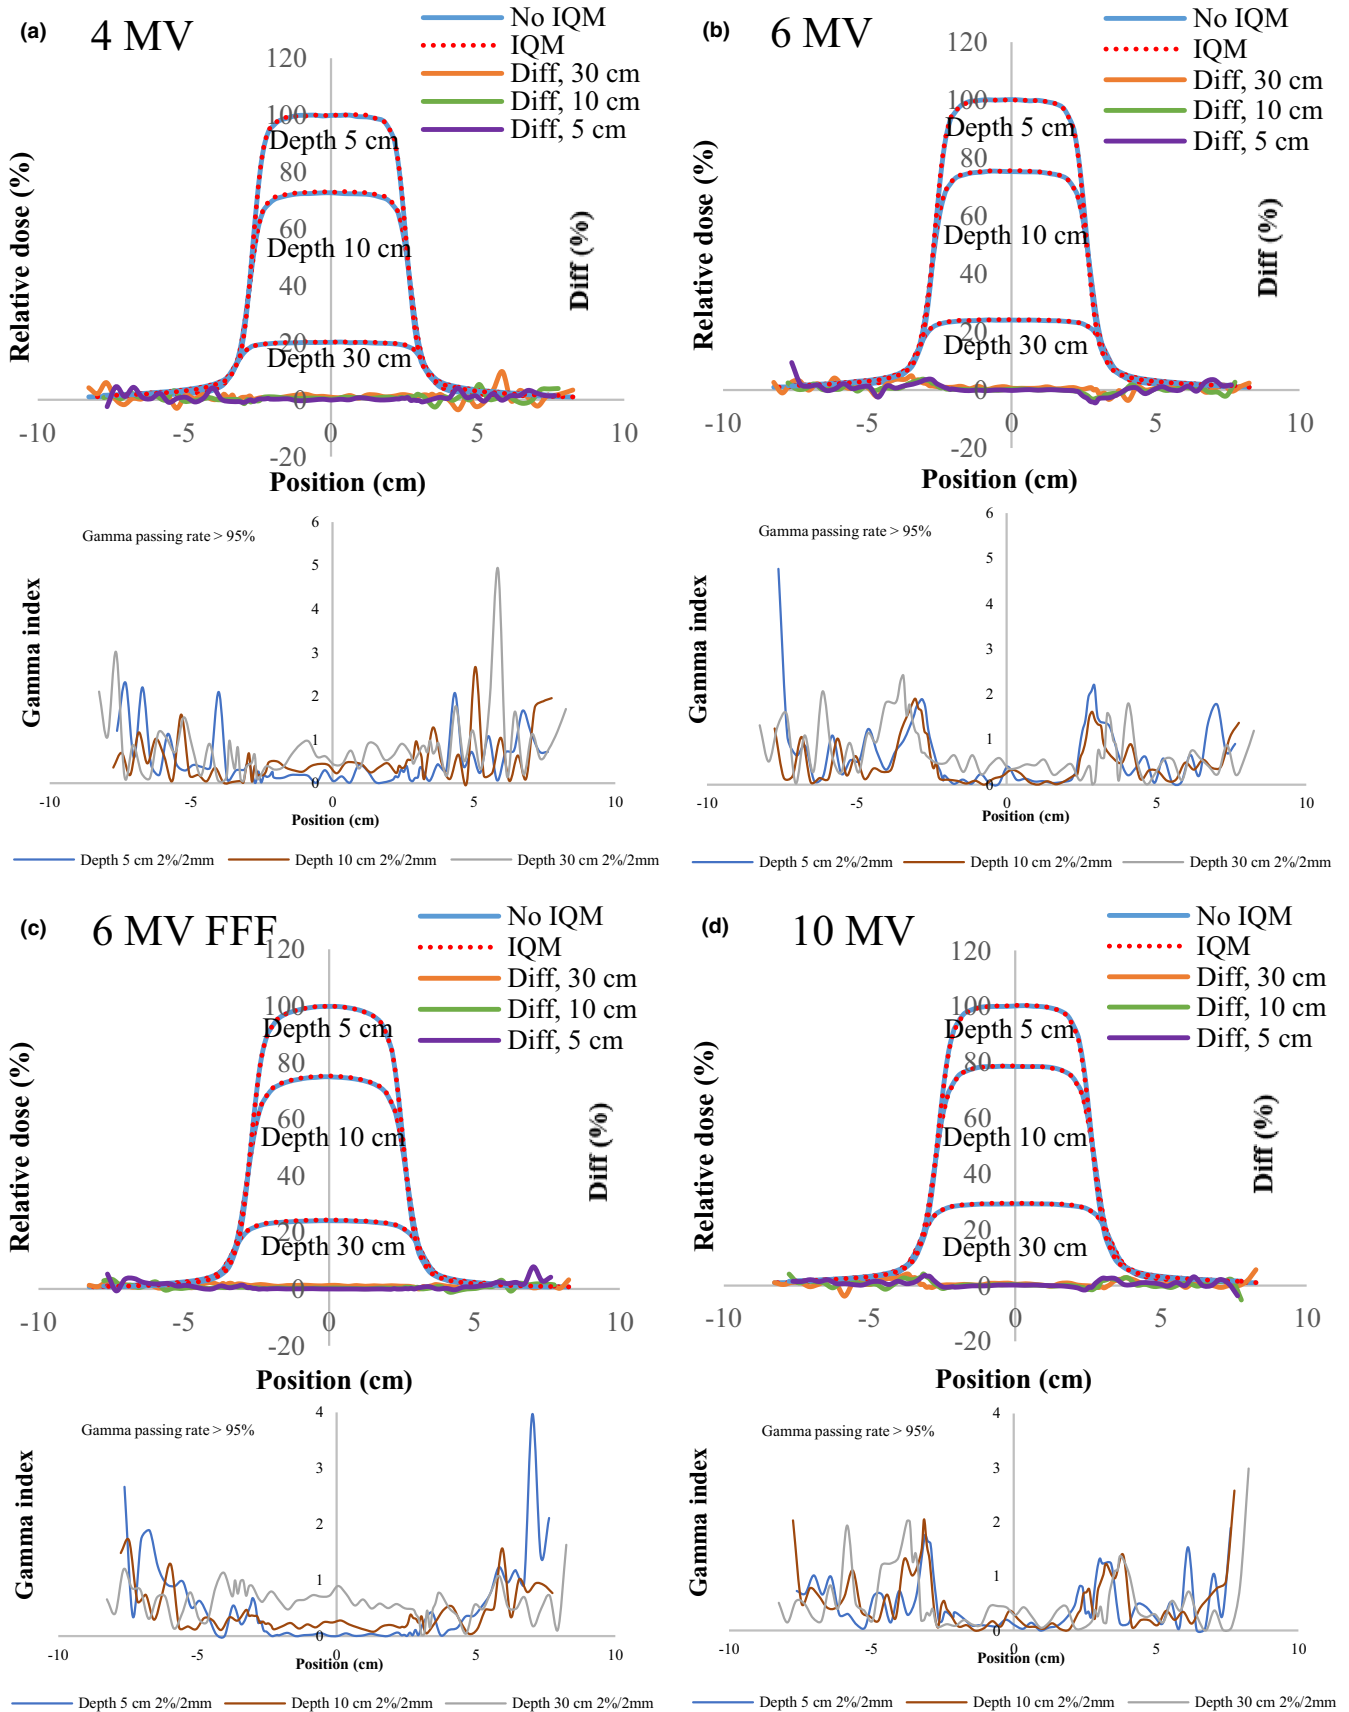 (a)
4 MV
No IQM
IQM
Diff, 30 cm
Diff, 10 cm
Diff, 5 cm
120
100
80
60
40
20
0
-20
Depth 5 cm
Depth 10 cm
Depth 30 cm
Relative dose (%)
Diff (%)
-10
-5
0
5
10
Position (cm)
Gamma passing rate > 95%
Gamma index
6
5
4
3
2
1
0
-10
-5
0
5
10
Position (cm)
Depth 5 cm 2%/2mm
Depth 10 cm 2%/2mm
Depth 30 cm 2%/2mm
(b)
6 MV
No IQM
IQM
Diff, 30 cm
Diff, 10 cm
Diff, 5 cm
120
100
80
60
40
20
0
-20
Depth 5 cm
Depth 10 cm
Depth 30 cm
Relative dose (%)
Diff (%)
-10
-5
0
5
10
Position (cm)
Gamma passing rate > 95%
Gamma index
6
5
4
3
2
1
0
-10
-5
0
5
10
Position (cm)
Depth 5 cm 2%/2mm
Depth 10 cm 2%/2mm
Depth 30 cm 2%/2mm
(c)
6 MV FFF
No IQM
IQM
Diff, 30 cm
Diff, 10 cm
Diff, 5 cm
120
100
80
60
40
20
0
-20
Depth 5 cm
Depth 10 cm
Depth 30 cm
Relative dose (%)
Diff (%)
-10
-5
0
5
10
Position (cm)
Gamma passing rate > 95%
Gamma index
4
3
2
1
0
-10
-5
0
5
10
Position (cm)
Depth 5 cm 2%/2mm
Depth 10 cm 2%/2mm
Depth 30 cm 2%/2mm
(d)
10 MV
No IQM
IQM
Diff, 30 cm
Diff, 10 cm
Diff, 5 cm
120
100
80
60
40
20
0
-20
Depth 5 cm
Depth 10 cm
Depth 30 cm
Relative dose (%)
Diff (%)
-10
-5
0
5
10
Position (cm)
Gamma passing rate > 95%
Gamma index
4
3
2
1
0
-10
-5
0
5
10
Position (cm)
Depth 5 cm 2%/2mm
Depth 10 cm 2%/2mm
Depth 30 cm 2%/2mm